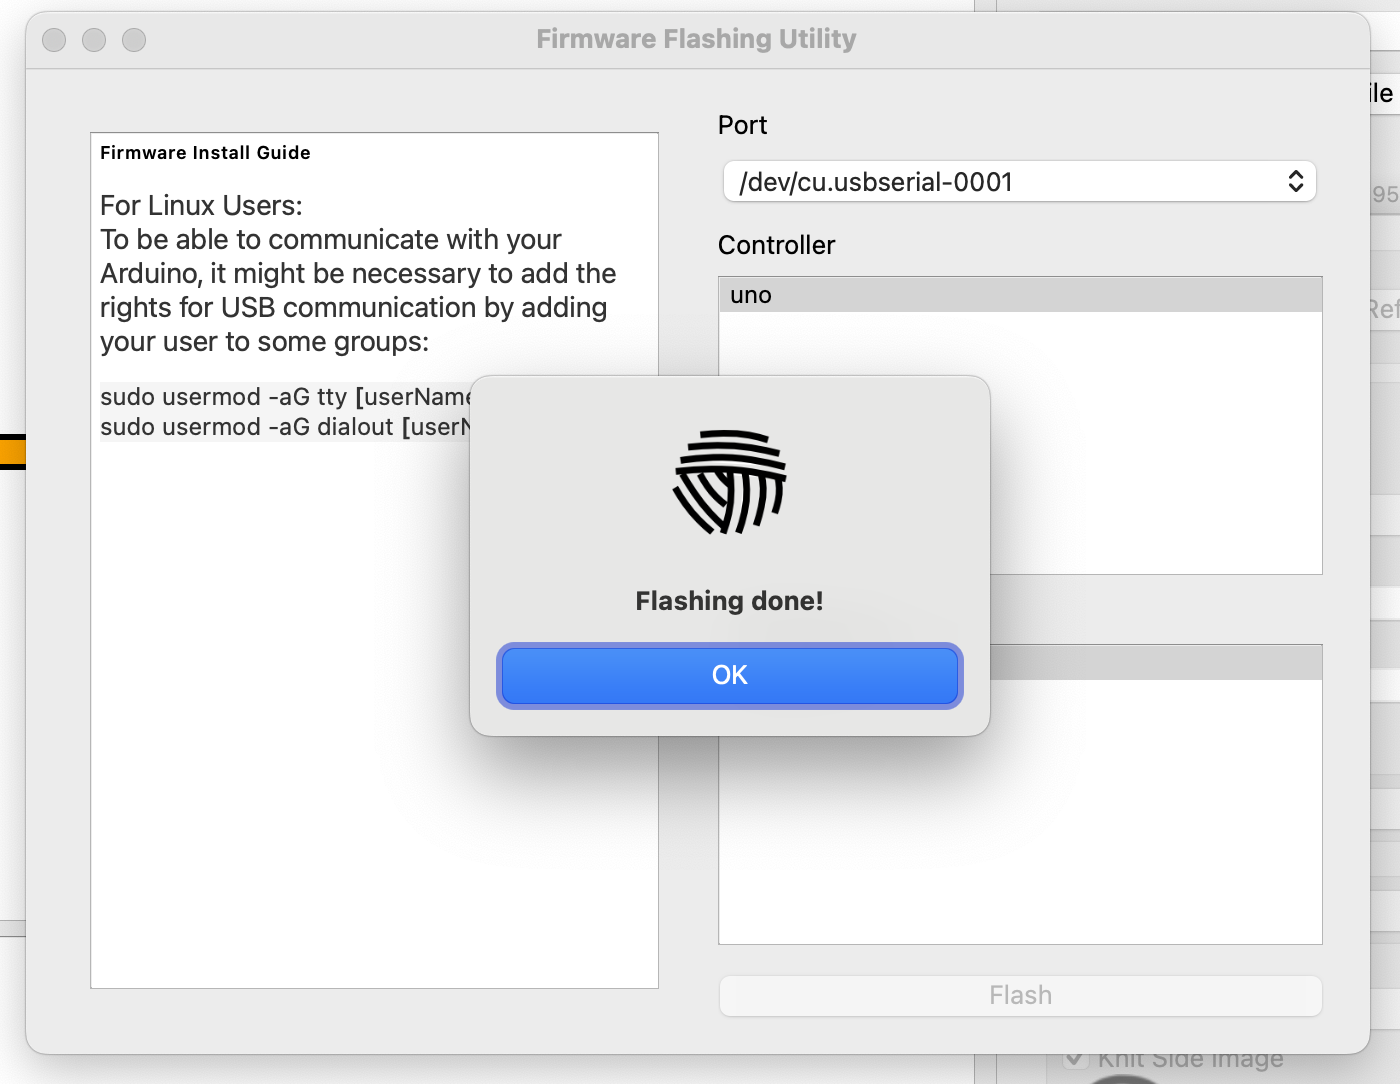 Firmware Flashing Utility
Firmware Install Guide
For Linux Users:
To be able to communicate with your
Arduino, it might be necessary to add the
rights for USB communication by adding
your user to some groups:
sudo usermod -aG tty [userName
sudo usermod -aG dialout [userN
Port
/dev/cu.usbserial-0001
Controller
uno
Flashing done!
OK
Flash
ile
95
Ref
Knit Side Image